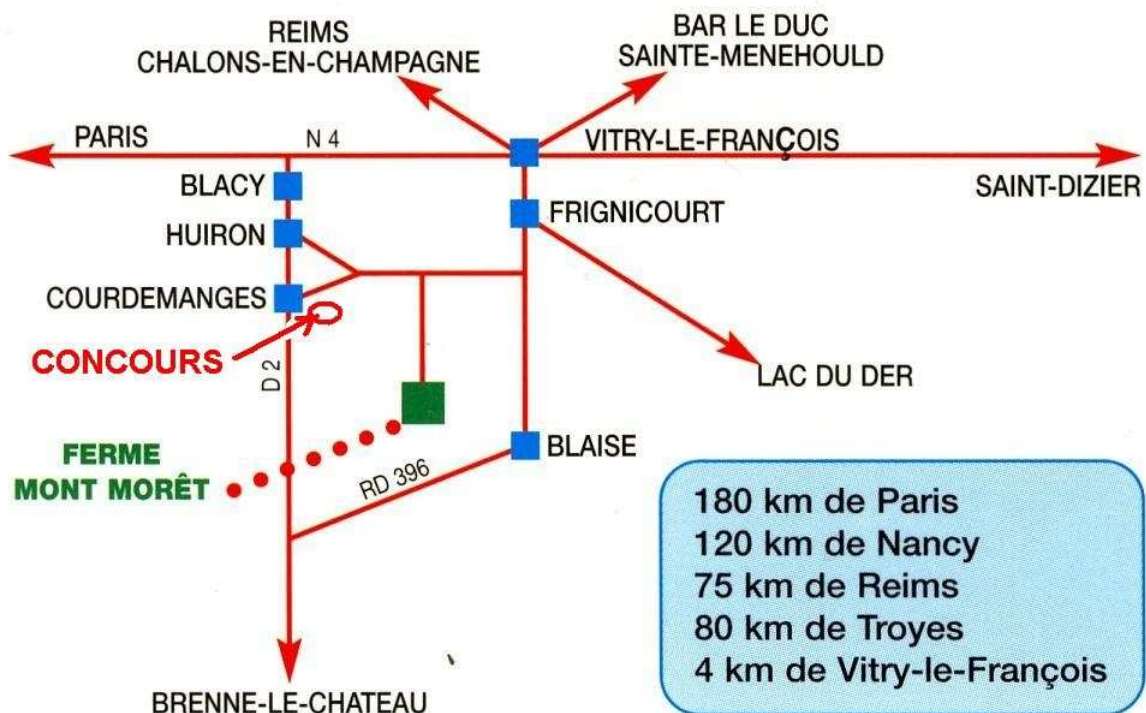 REIMS
CHALONS-EN-CHAMPAGNE
BAR LE DUC
SAINTE-MENEHOULD
PARIS
N 4
VITRY-LE-FRANÇOIS
SAINT-DIZIER
BLACY
FRIGNICOURT
HUIRON
COURDEMANGES
CONCOURS
D 2
LAC DU DER
FERME
MONT MORÊT
BLAISE
RD 396
BRENNE-LE-CHATEAU
180 km de Paris
120 km de Nancy
75 km de Reims
80 km de Troyes
4 km de Vitry-le-François